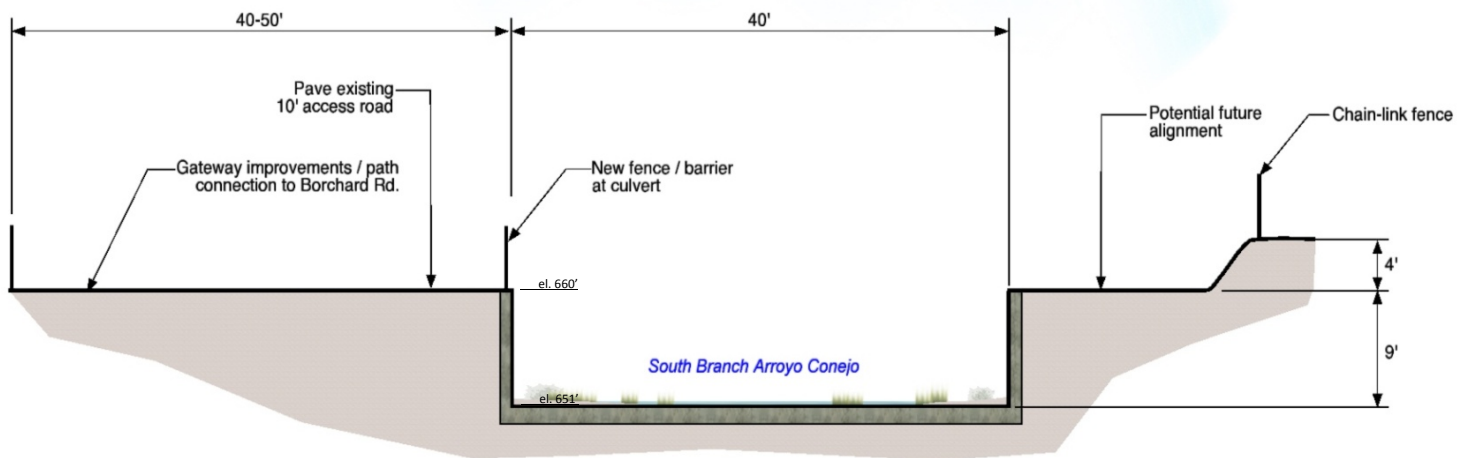 40-50'
40'
Pave existing
10' access road
Potential future
alignment
Chain-link fence
Gateway improvements / path
connection to Borchard Rd.
New fence / barrier
at culvert
4'
el. 660'
9'
South Branch Arroyo Conejo
el. 651'